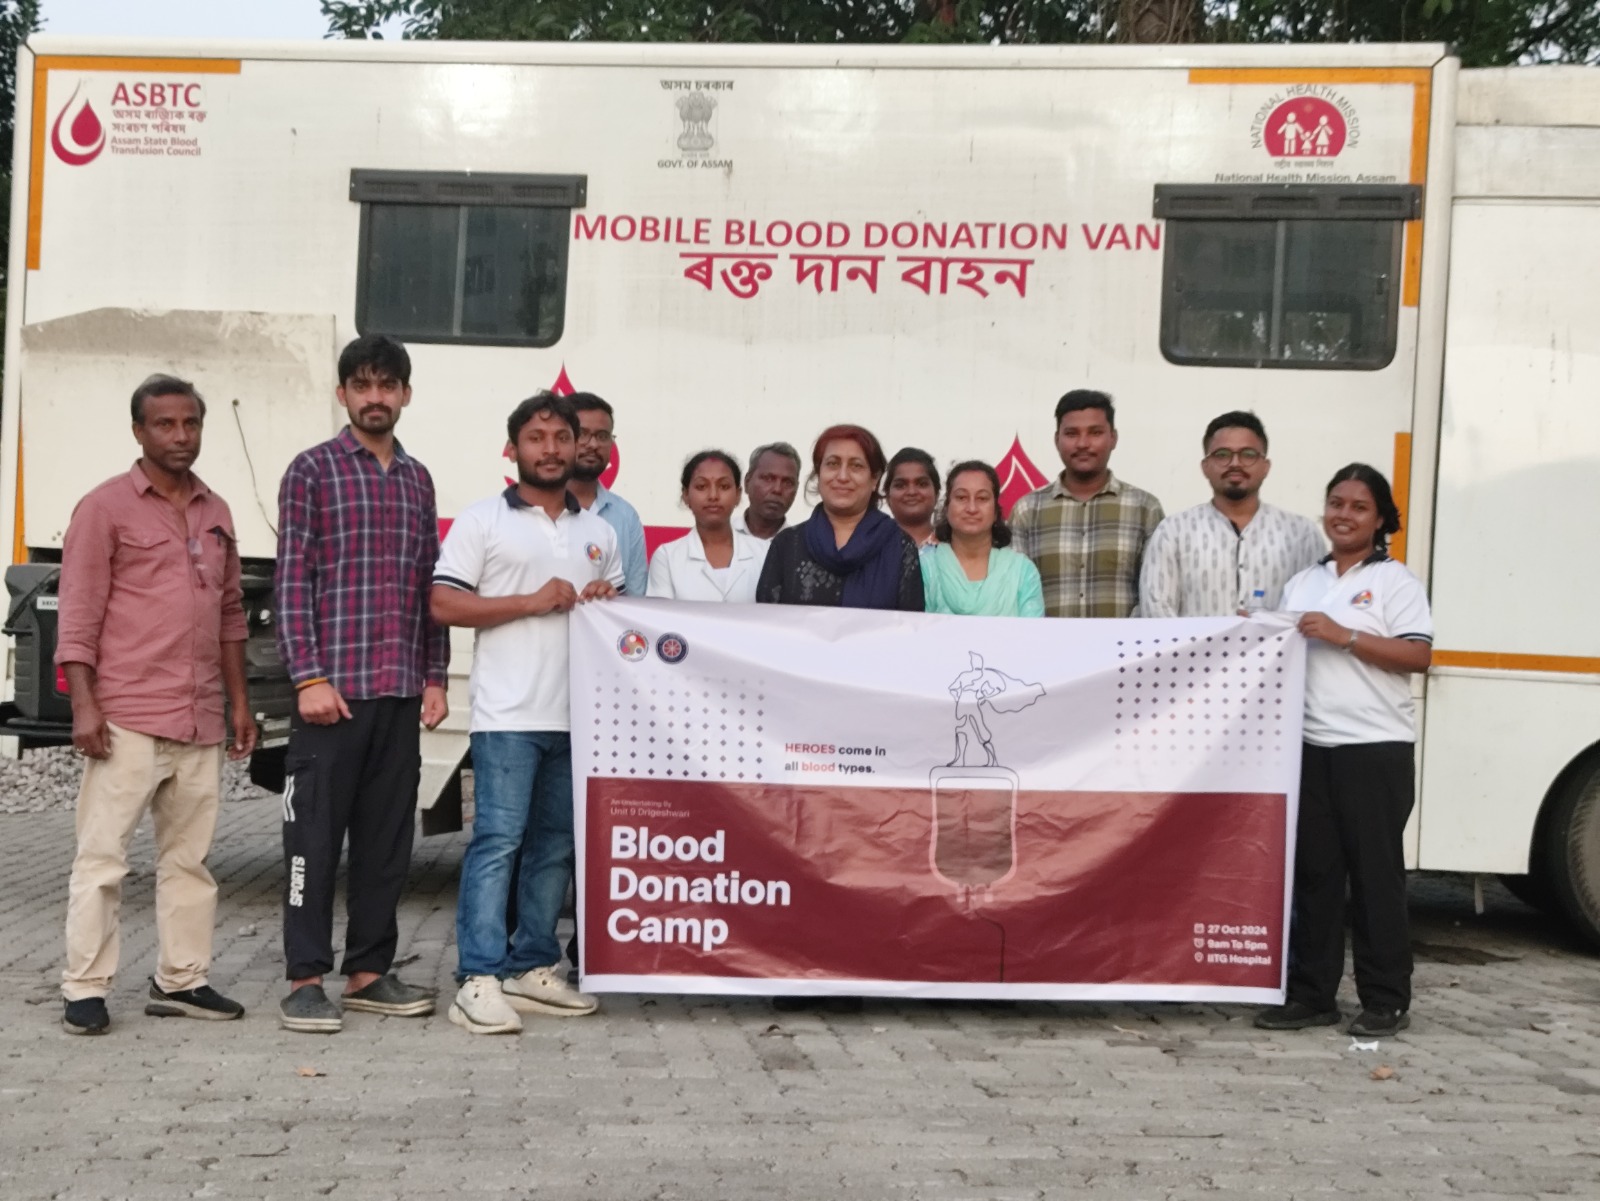 ASBTC
অসম ৰাজ্যিক ৰক্ত
সংৰচণ পৰিষদ
Assam State Blood
Transfusion Council
অসম চৰকাৰ
GOVT. OF ASSAM
NATIONAL HEALTH MISSION
राष्ट्रीय स्वास्थ्य मिशन
National Health Mission, Assam
MOBILE BLOOD DONATION VAN
ৰক্ত দান বাহন
HEROES come in
all blood types.
An Undertaking By
Unit 9 Drigeshwari
Blood
Donation
Camp
27 Oct 2024
9am To 5pm
IITG Hospital
SPORTS